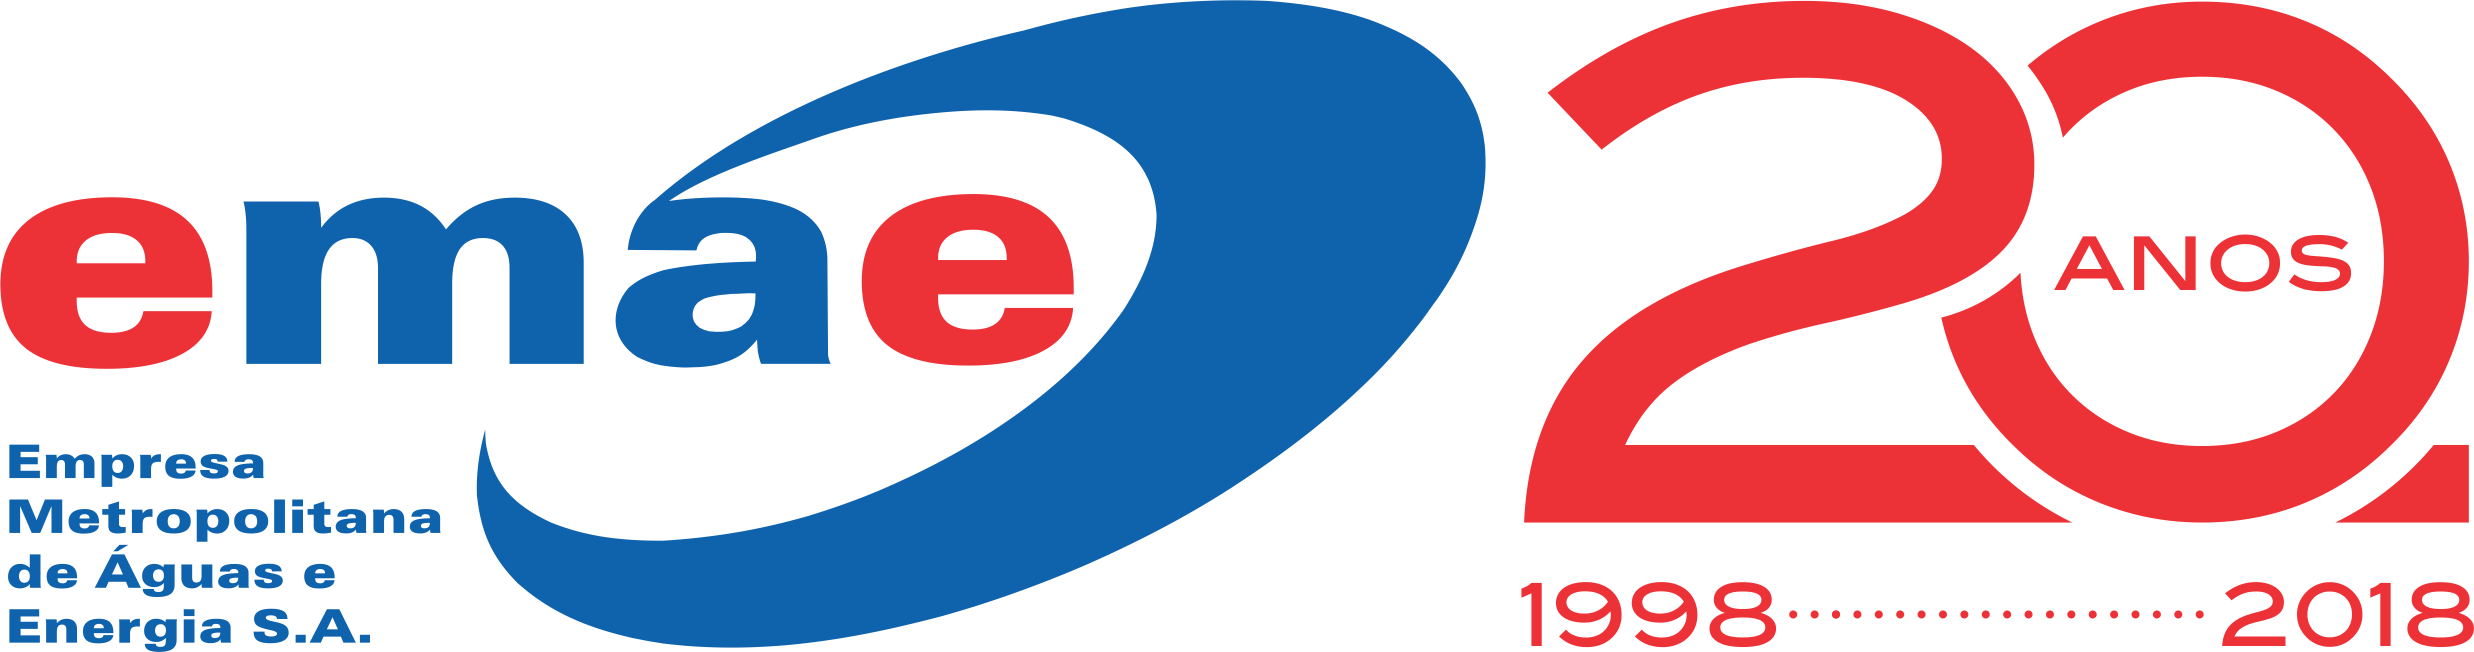 emae
Empresa
Metropolitana
de Águas e
Energia S.A.
20
ANOS
1998....................2018